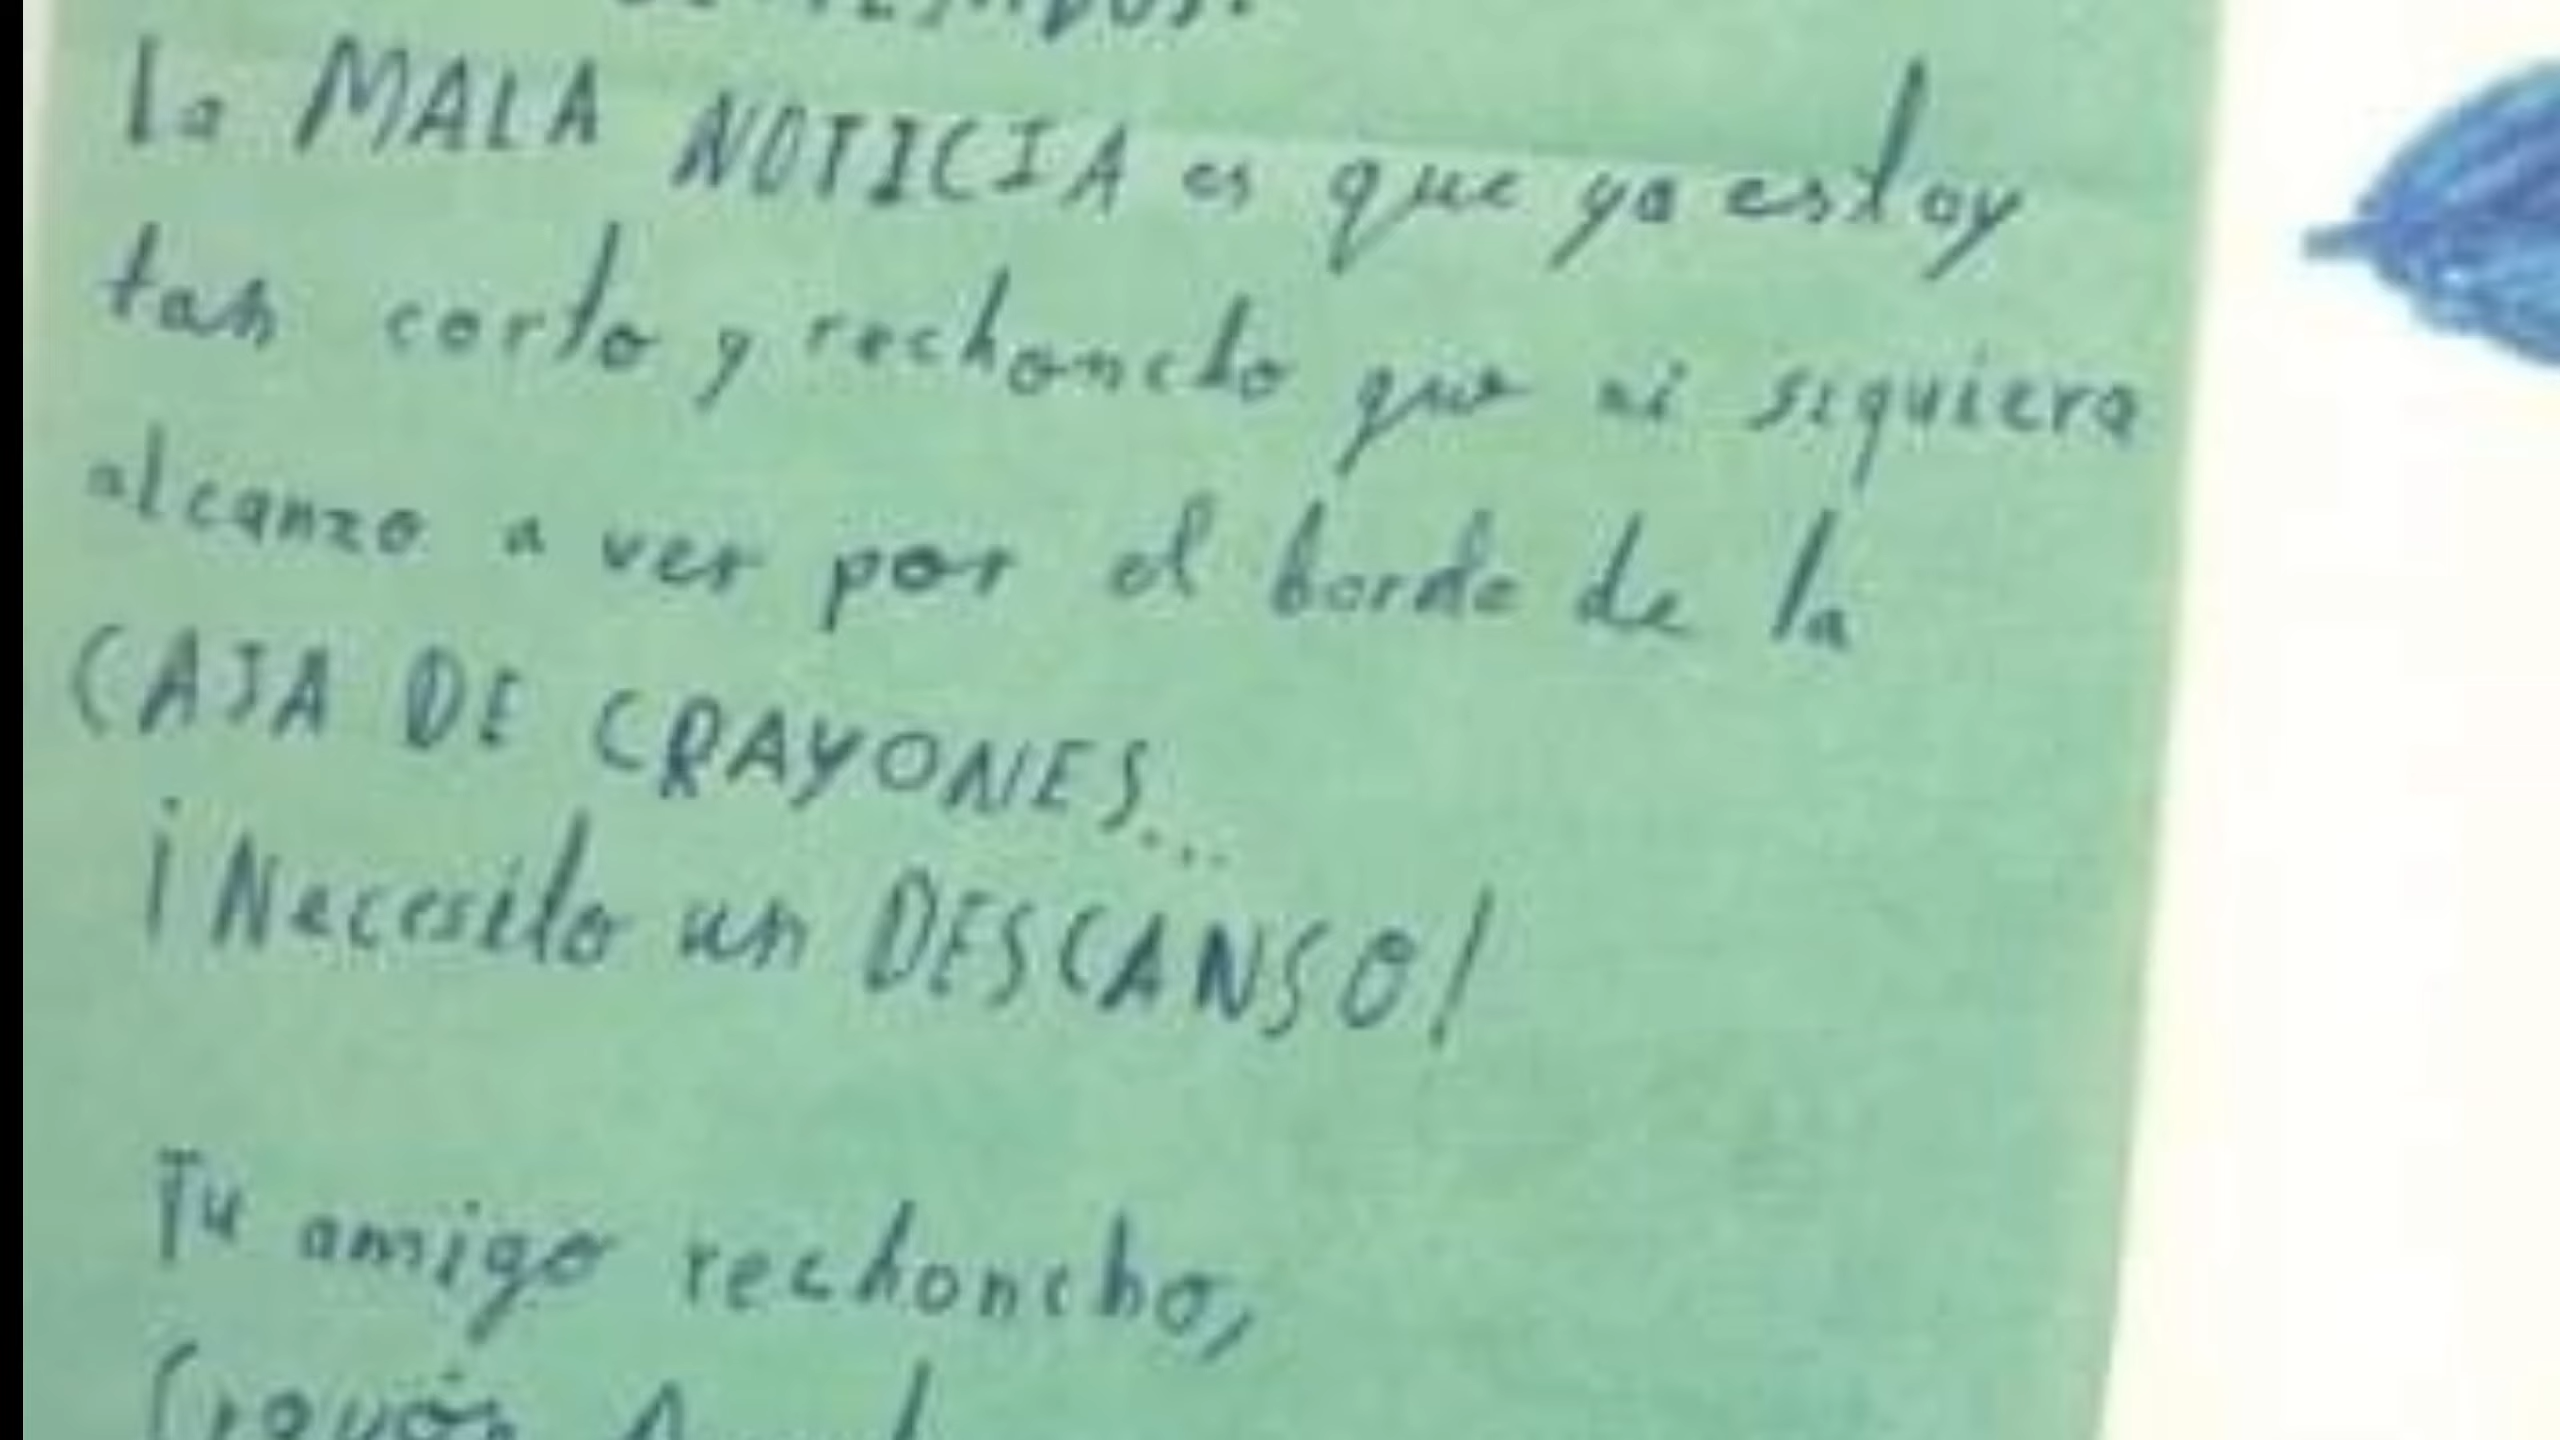 La MALA NOTICIA es que ya estoy
tan corto y rechoncho que ni siquiera
alcanzo a ver por el borde de la
CAJA DE CRAYONES...
¡Necesito un DESCANSO!
Tu amigo rechoncho,
Crayón